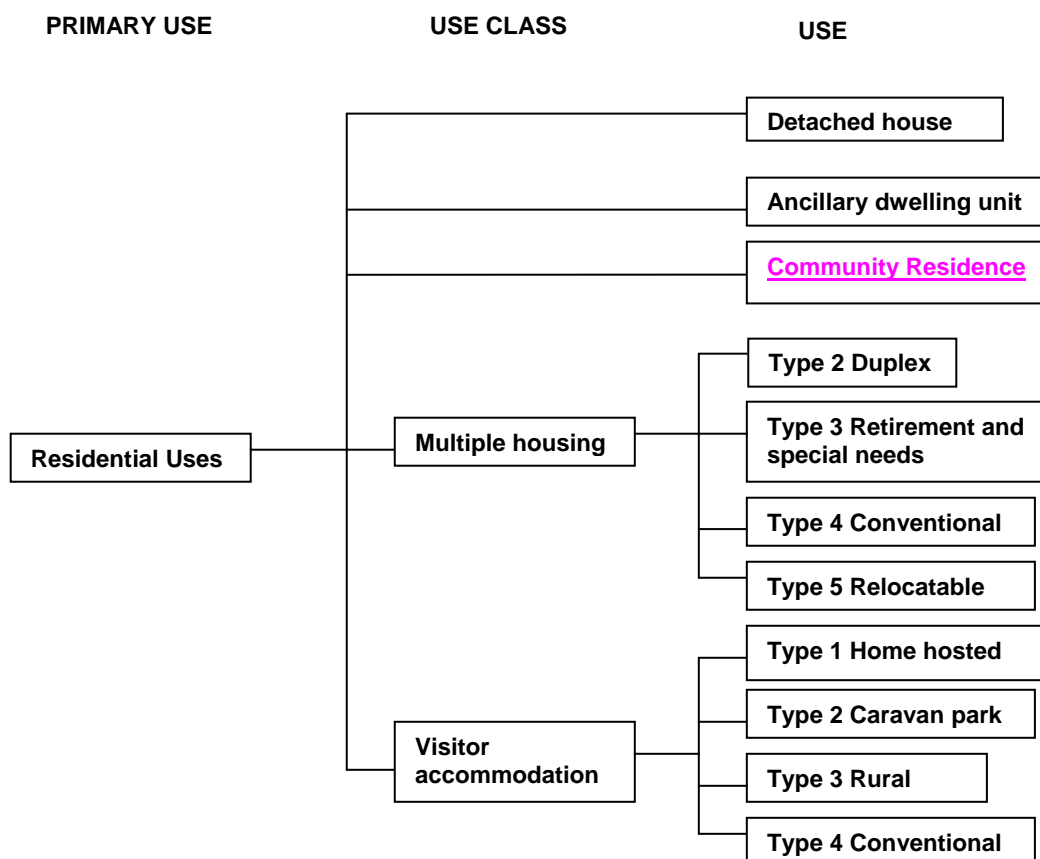 PRIMARY USE
USE CLASS
USE
Detached house
Ancillary dwelling unit
Community Residence
Type 2 Duplex
Residential Uses
Multiple housing
Type 3 Retirement and
special needs
Type 4 Conventional
Type 5 Relocatable
Type 1 Home hosted
Type 2 Caravan park
Visitor
accommodation
Type 3 Rural
Type 4 Conventional